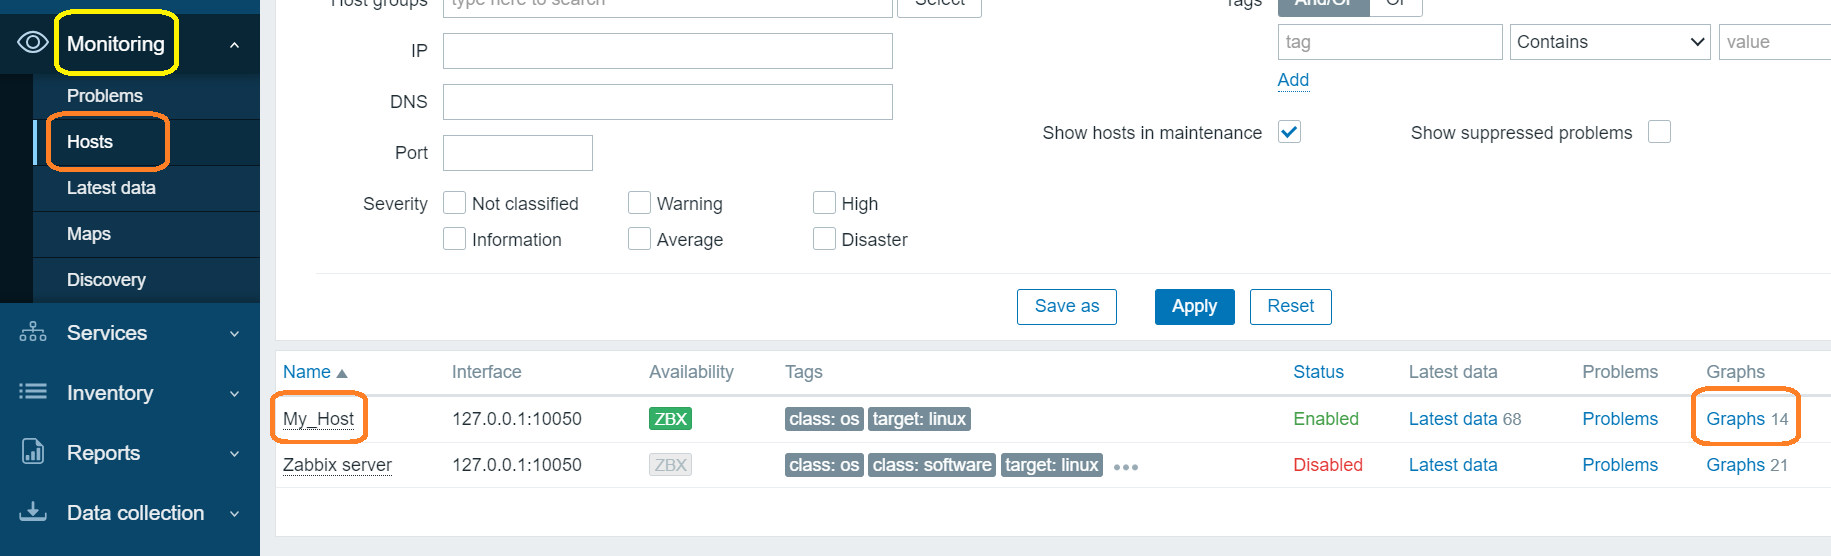 Monitoring
Problems
Hosts
Latest data
Maps
Discovery
Services
Inventory
Reports
Data collection
Host groups type here to search Select
IP
DNS
Port
Severity Not classified Warning High
Information Average Disaster
Tags And/Or Or
tag Contains value
Add
Show hosts in maintenance Show suppressed problems
Save as Apply Reset
Name Interface Availability Tags Status Latest data Problems Graphs
My_Host 127.0.0.1:10050 ZBX class: os target: linux Enabled Latest data 68 Problems Graphs 14
Zabbix server 127.0.0.1:10050 ZBX class: os class: software target: linux ••• Disabled Latest data Problems Graphs 21